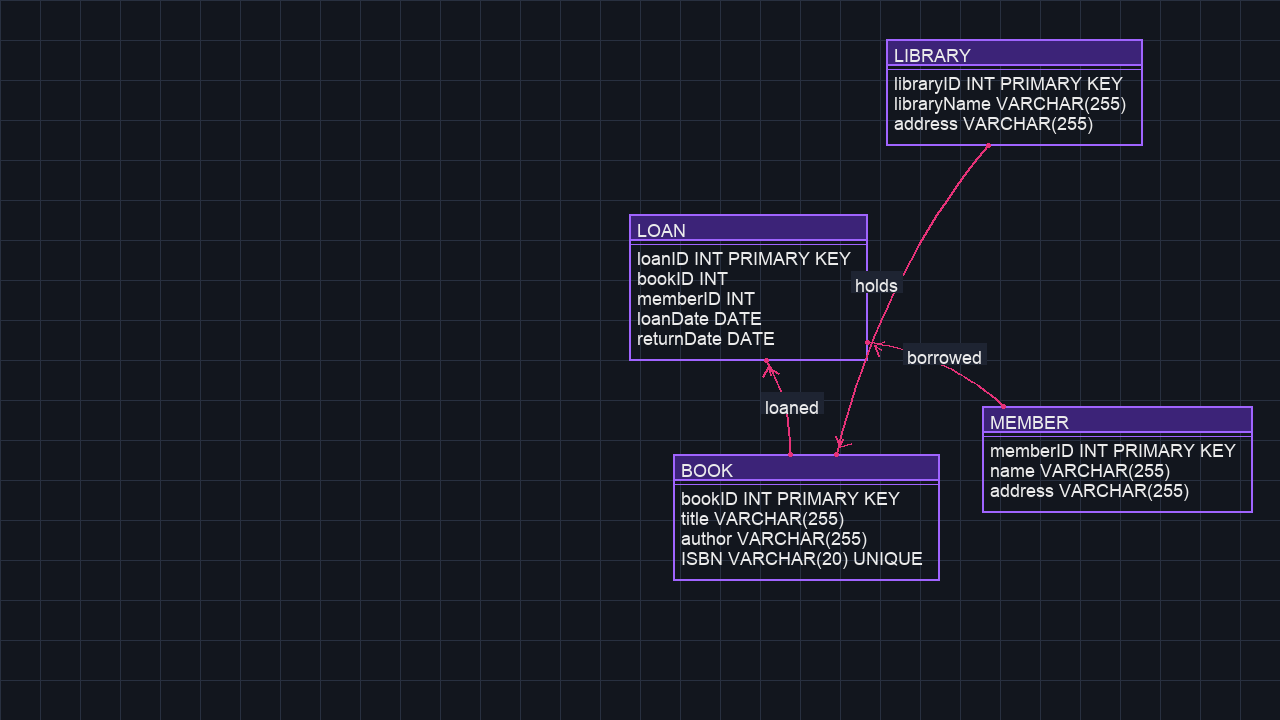 LIBRARY
libraryID INT PRIMARY KEY
libraryName VARCHAR(255)
address VARCHAR(255)
LOAN
loanID INT PRIMARY KEY
bookID INT
memberID INT
loanDate DATE
returnDate DATE
holds
borrowed
loaned
MEMBER
memberID INT PRIMARY KEY
name VARCHAR(255)
address VARCHAR(255)
BOOK
bookID INT PRIMARY KEY
title VARCHAR(255)
author VARCHAR(255)
ISBN VARCHAR(20) UNIQUE